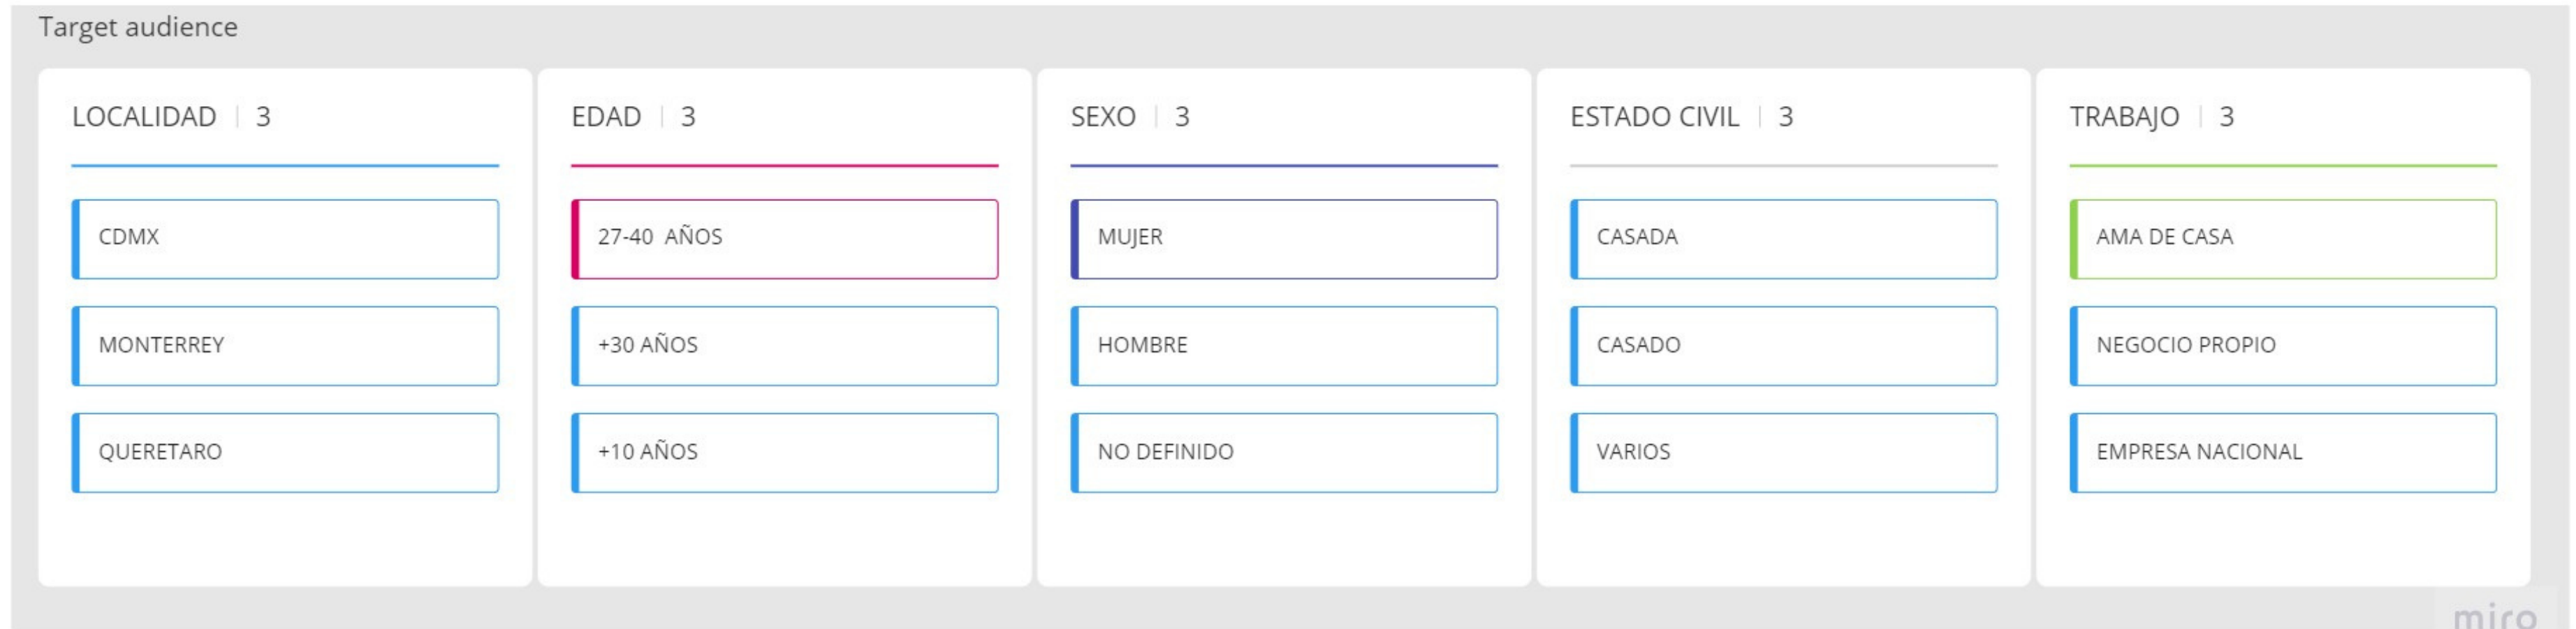 Target audience
LOCALIDAD | 3
CDMX
MONTERREY
QUERETARO
EDAD | 3
27-40 AÑOS
+30 AÑOS
+10 AÑOS
SEXO | 3
MUJER
HOMBRE
NO DEFINIDO
ESTADO CIVIL | 3
CASADA
CASADO
VARIOS
TRABAJO | 3
AMA DE CASA
NEGOCIO PROPIO
EMPRESA NACIONAL
miro